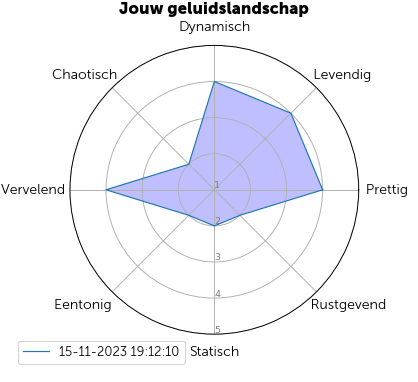 Jouw geluidslandschap
Dynamisch
Chaotisch
Levendig
Vervelend
1
Prettig
2
3
Eentonig
4
Rustgevend
5
15-11-2023 19:12:10
Statisch